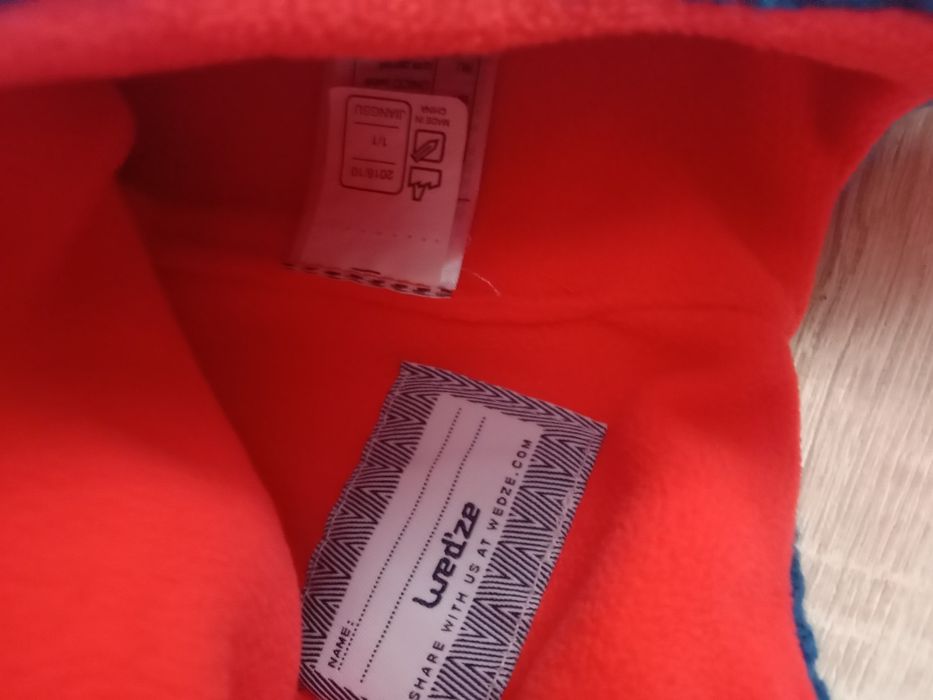 MADE IN
CHINA
2016/10
1/1
JIANGSU
NAME:
Wed'ze
SHARE WITH US AT WEDZE.COM